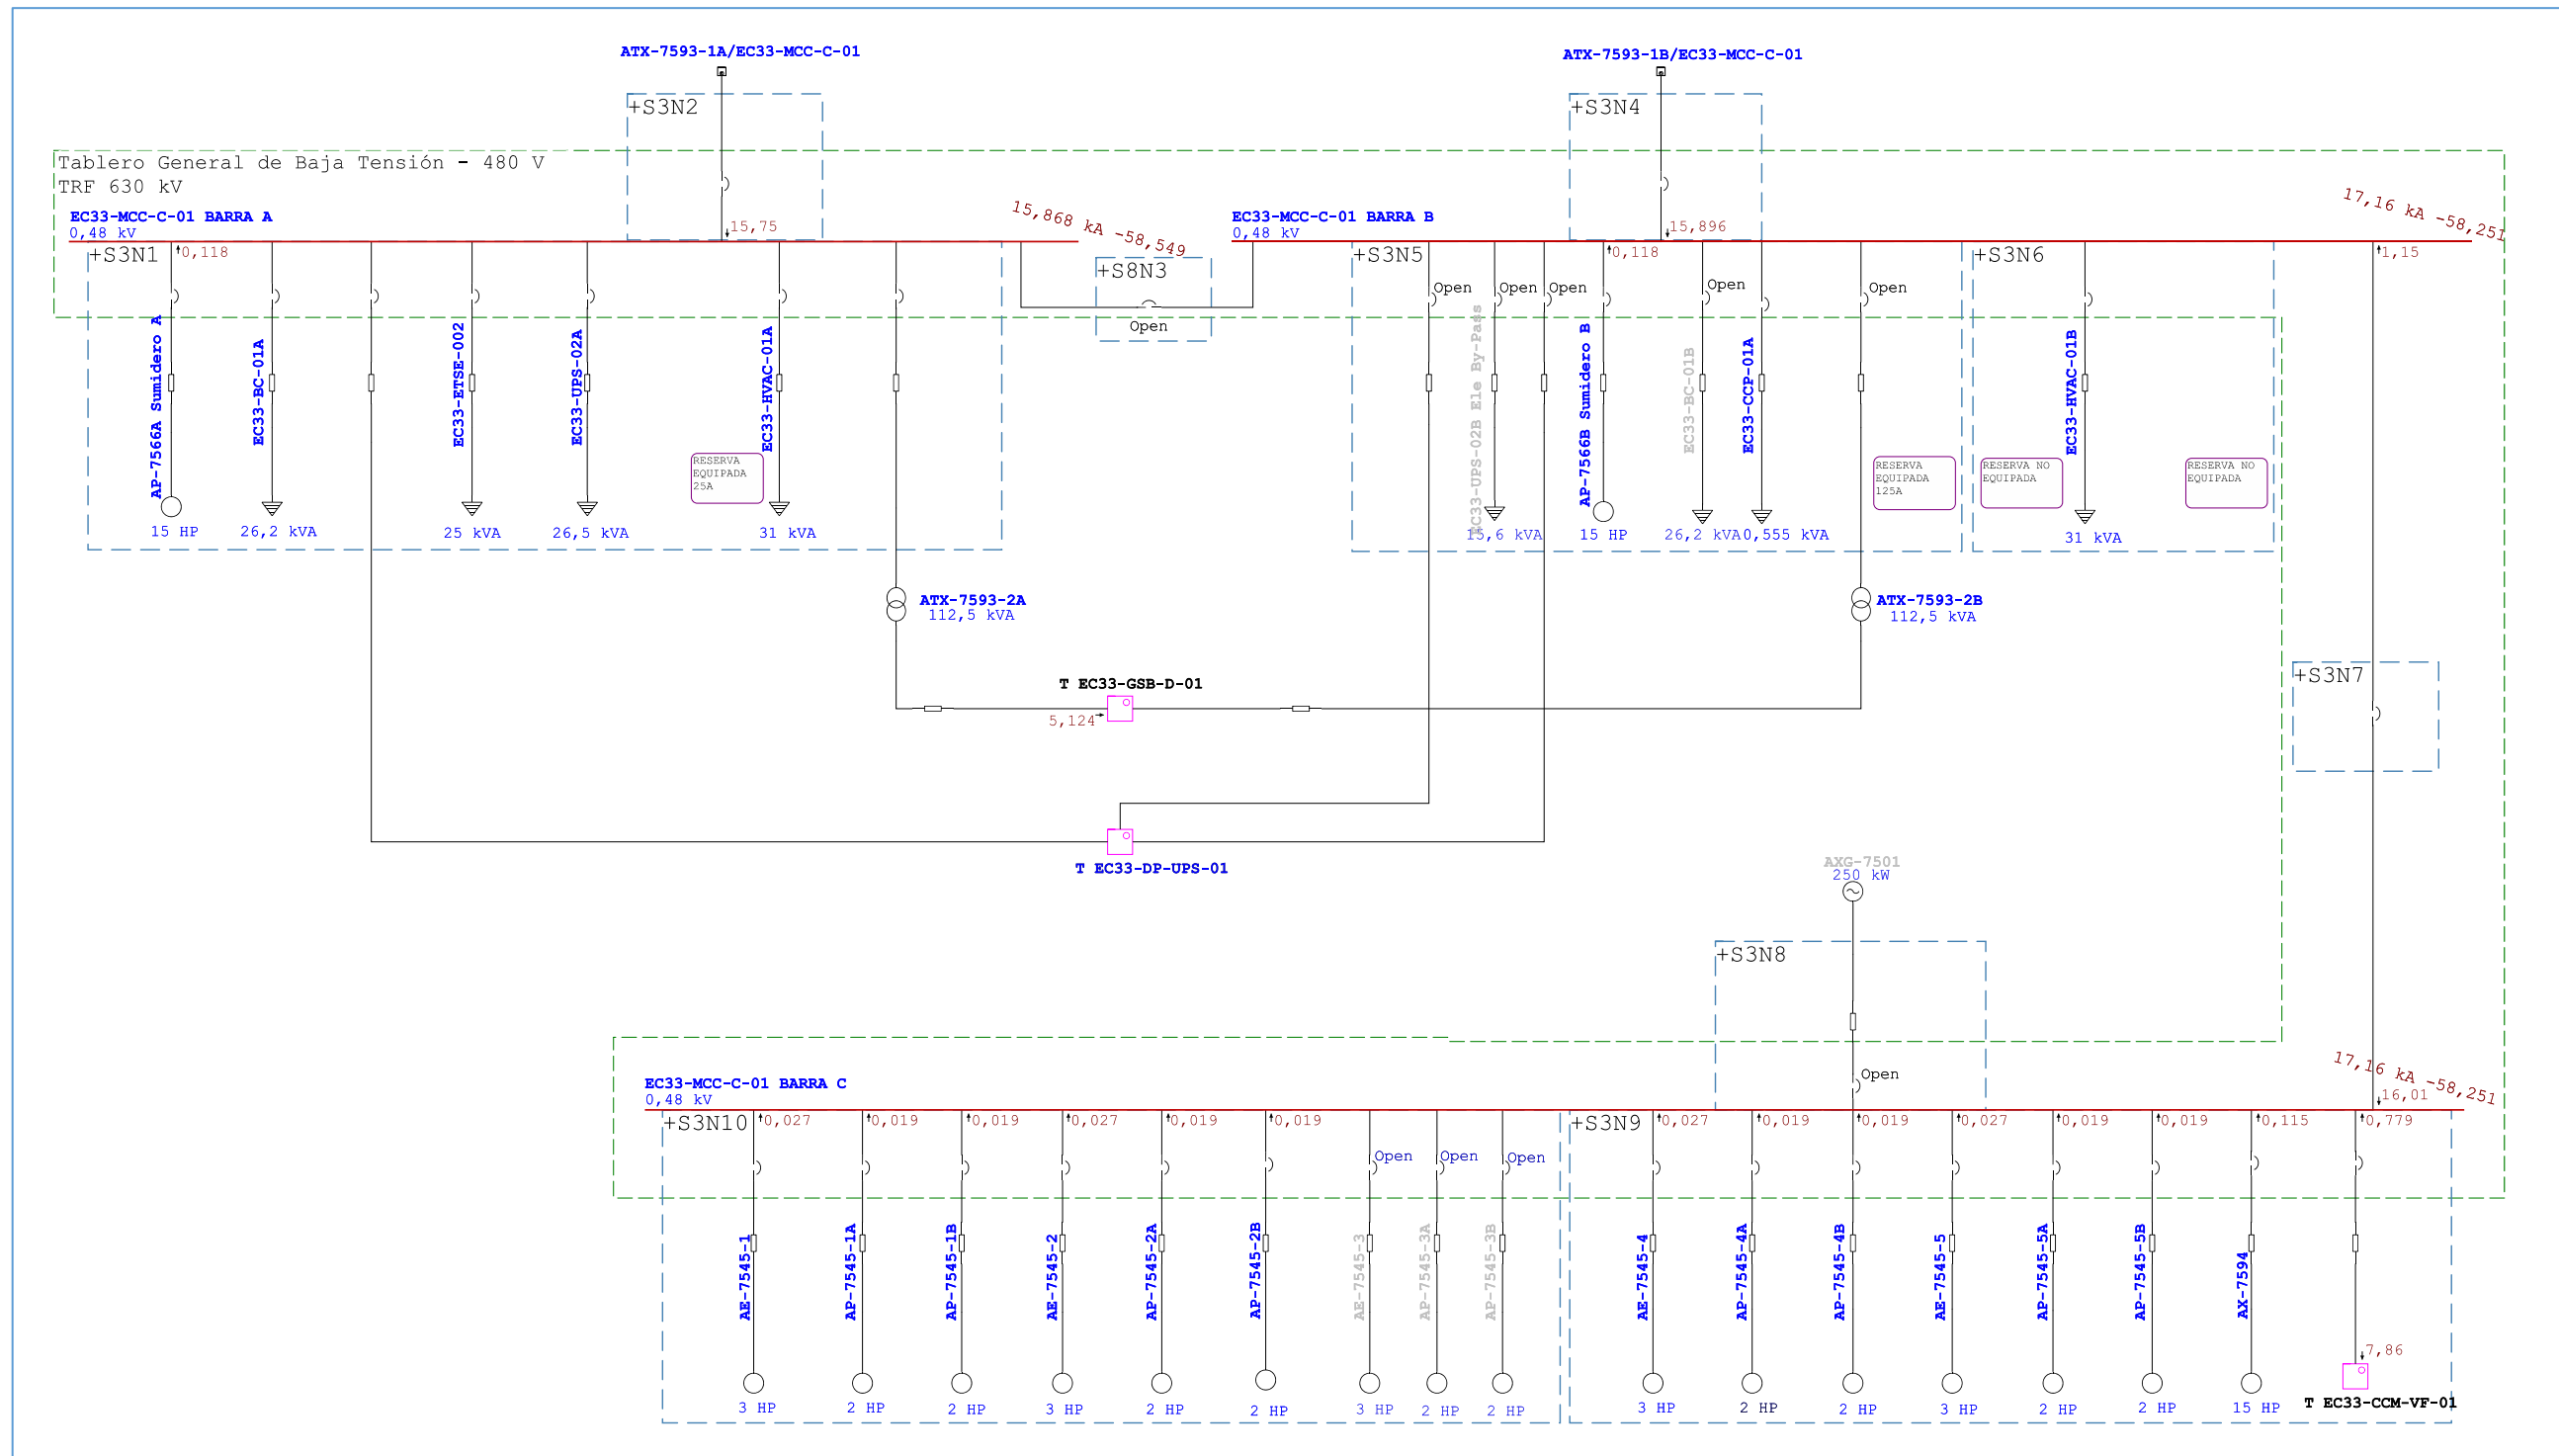 ATX-7593-1A/EC33-MCC-C-01
ATX-7593-1B/EC33-MCC-C-01
+S3N2
+S3N4
Tablero General de Baja Tensión - 480 V
TRF 630 kV
EC33-MCC-C-01 BARRA A
0,48 kV
15,75
15,868 kA -58,549
EC33-MCC-C-01 BARRA B
0,48 kV
15,896
17,16 kA -58,251
+S3N1
0,118
+S8N3
Open
+S3N5
0,118
+S3N6
1,15
Open
Open
Open
Open
Open
AP-7566A Sumidero A
EC33-BC-01A
EC33-ETSE-002
EC33-UPS-02A
EC33-HVAC-01A
EC33-UPS-02B Ele By-Pass
AP-7566B Sumidero B
EC33-BC-01B
EC33-CCP-01A
EC33-HVAC-01B
RESERVA
EQUIPADA
25A
RESERVA
EQUIPADA
125A
RESERVA NO
EQUIPADA
RESERVA NO
EQUIPADA
15 HP
26,2 kVA
25 kVA
26,5 kVA
31 kVA
15,6 kVA
15 HP
26,2 kVA
0,555 kVA
31 kVA
ATX-7593-2A
112,5 kVA
ATX-7593-2B
112,5 kVA
T EC33-GSB-D-01
5,124
+S3N7
T EC33-DP-UPS-01
AXG-7501
250 kW
+S3N8
Open
EC33-MCC-C-01 BARRA C
0,48 kV
17,16 kA -58,251
16,01
+S3N10
0,027
0,019
0,019
0,027
0,019
0,019
+S3N9
0,027
0,019
0,019
0,027
0,019
0,019
0,115
0,779
Open
Open
Open
AE-7545-1
AP-7545-1A
AP-7545-1B
AE-7545-2
AP-7545-2A
AP-7545-2B
AE-7545-3
AP-7545-3A
AP-7545-3B
AE-7545-4
AP-7545-4A
AP-7545-4B
AE-7545-5
AP-7545-5A
AP-7545-5B
AX-7594
7,86
3 HP
2 HP
2 HP
3 HP
2 HP
2 HP
3 HP
2 HP
2 HP
3 HP
2 HP
2 HP
3 HP
2 HP
2 HP
15 HP
T EC33-CCM-VF-01